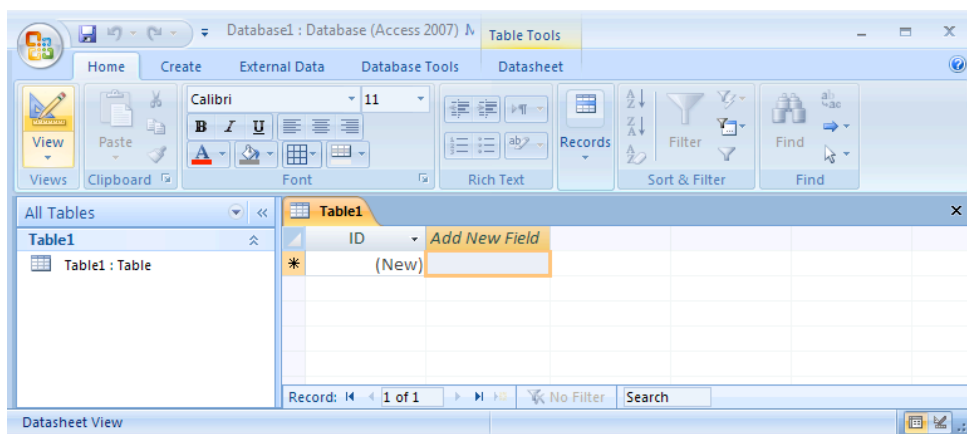 Database1 : Database (Access 2007) M
Table Tools
Home Create External Data Database Tools Datasheet
Calibri 11
B I U
A
View Paste Records Filter Find
Views Clipboard Font Rich Text Sort & Filter Find
All Tables
Table1
Table1
ID Add New Field
Table1 : Table
(New)
Record: 1 of 1 No Filter Search
Datasheet View